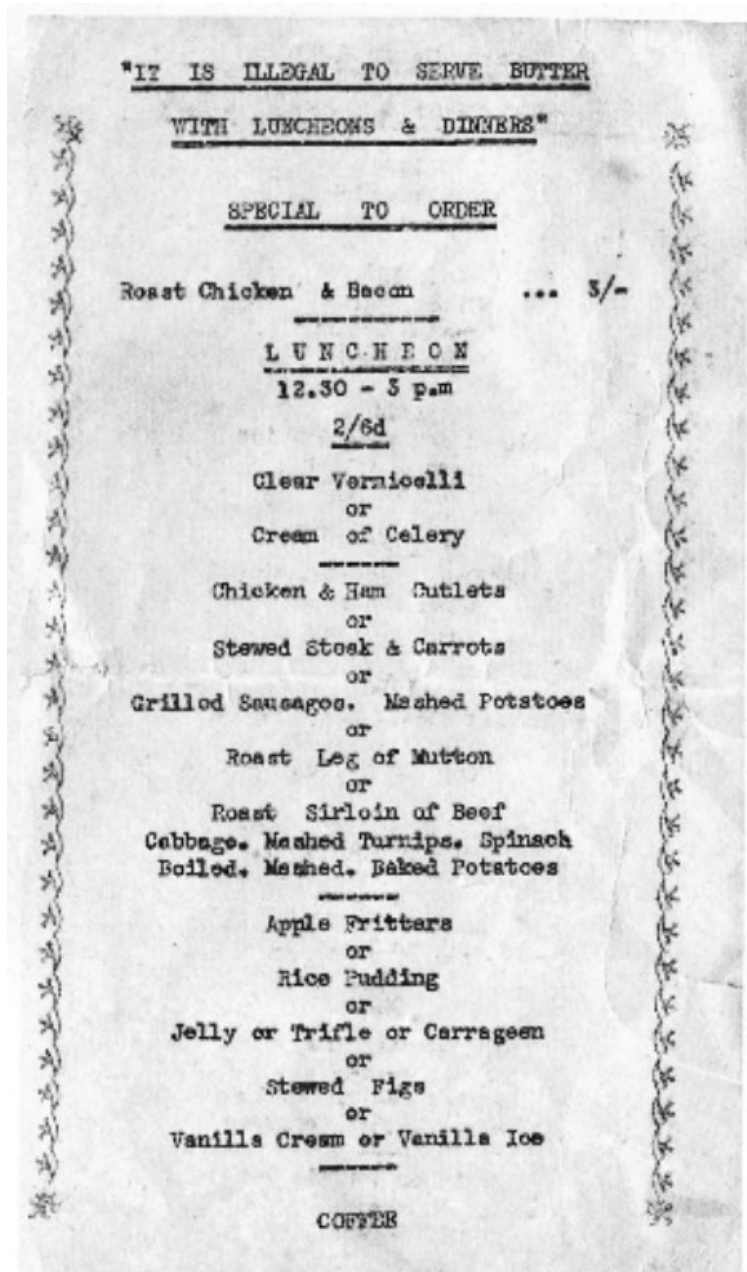 "IT IS ILLEGAL TO SERVE BUTTER
WITH LUNCHEONS & DINNERS"
SPECIAL TO ORDER
Roast Chicken & Bacon ... 3/-
LUNCHEON
12.30 - 3 p.m
2/6d
Clear Vermicelli
or
Cream of Celery
Chicken & Ham Cutlets
or
Stewed Steak & Carrots
or
Grilled Sausages. Mashed Potatoes
or
Roast Leg of Mutton
or
Roast Sirloin of Beef
Cabbage. Mashed Turnips. Spinach
Boiled. Mashed. Baked Potatoes
Apple Fritters
or
Rice Pudding
or
Jelly or Trifle or Carrageen
or
Stewed Figs
or
Vanilla Cream or Vanilla Ice
COFFEE